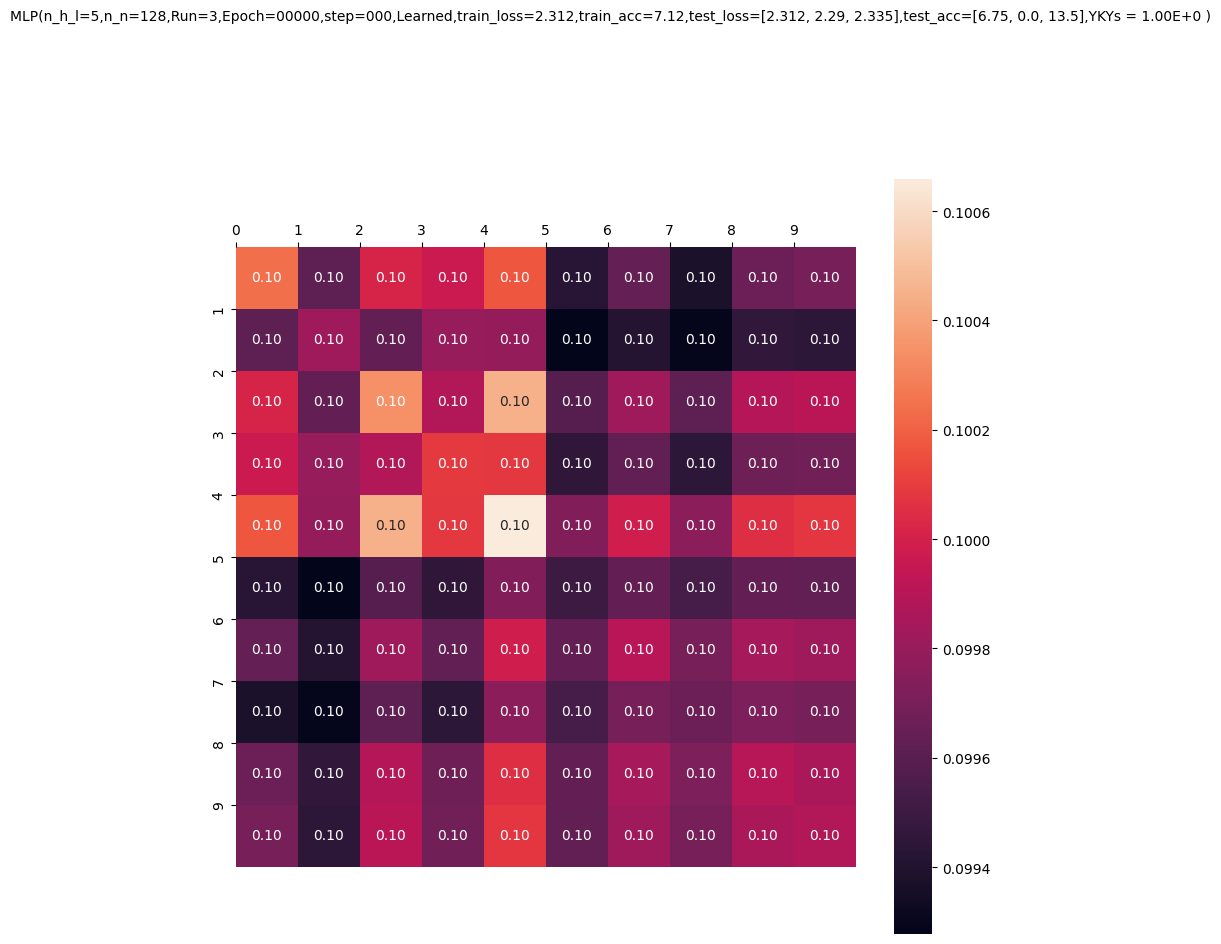 MLP(n_h_l=5,n_n=128,Run=3,Epoch=00000,step=000,Learned,train_loss=2.312,train_acc=7.12,test_loss=[2.312, 2.29, 2.335],test_acc=[6.75, 0.0, 13.5],YKYs = 1.00E+0 )
0 1 2 3 4 5 6 7 8 9
0.10 0.10 0.10 0.10 0.10 0.10 0.10 0.10 0.10 0.10
1
0.10 0.10 0.10 0.10 0.10 0.10 0.10 0.10 0.10 0.10
2
0.10 0.10 0.10 0.10 0.10 0.10 0.10 0.10 0.10 0.10
3
0.10 0.10 0.10 0.10 0.10 0.10 0.10 0.10 0.10 0.10
4
0.10 0.10 0.10 0.10 0.10 0.10 0.10 0.10 0.10 0.10
5
0.10 0.10 0.10 0.10 0.10 0.10 0.10 0.10 0.10 0.10
6
0.10 0.10 0.10 0.10 0.10 0.10 0.10 0.10 0.10 0.10
7
0.10 0.10 0.10 0.10 0.10 0.10 0.10 0.10 0.10 0.10
8
0.10 0.10 0.10 0.10 0.10 0.10 0.10 0.10 0.10 0.10
9
0.10 0.10 0.10 0.10 0.10 0.10 0.10 0.10 0.10 0.10
0.1006
0.1004
0.1002
0.1000
0.0998
0.0996
0.0994